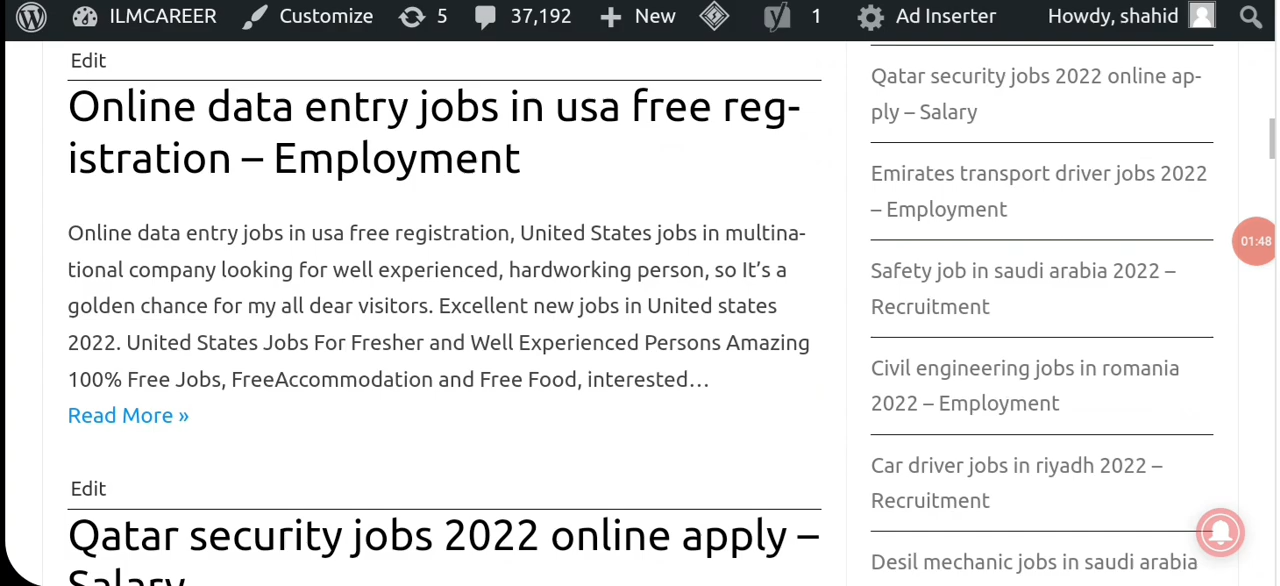 ILMCAREER Customize 5 37,192 New 1 Ad Inserter Howdy, shahid
Edit
Online data entry jobs in usa free reg-
istration – Employment
Online data entry jobs in usa free registration, United States jobs in multina-
tional company looking for well experienced, hardworking person, so It’s a
golden chance for my all dear visitors. Excellent new jobs in United states
2022. United States Jobs For Fresher and Well Experienced Persons Amazing
100% Free Jobs, FreeAccommodation and Free Food, interested…
Read More »
Edit
Qatar security jobs 2022 online apply –
Salary
Qatar security jobs 2022 online ap-
ply – Salary
Emirates transport driver jobs 2022
– Employment
Safety job in saudi arabia 2022 –
Recruitment
Civil engineering jobs in romania
2022 – Employment
Car driver jobs in riyadh 2022 –
Recruitment
Desil mechanic jobs in saudi arabia
01:48